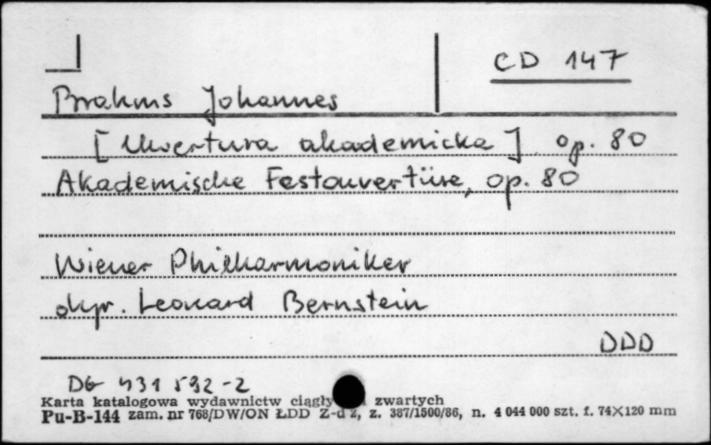 CD 147
Brahms Johannes
[Uwertura akademicka] op. 80
Akademische Festouvertüre, op. 80
Wiener Philharmoniker
dyr. Leonard Bernstein
DDD
DG 431 592-2
Karta katalogowa wydawnictw ciągły zwartych
Pu-B-144 zam. nr 768/DW/ON ŁDD Z-d 2, z. 387/1500/86, n. 4 044 000 szt. f. 74×120 mm